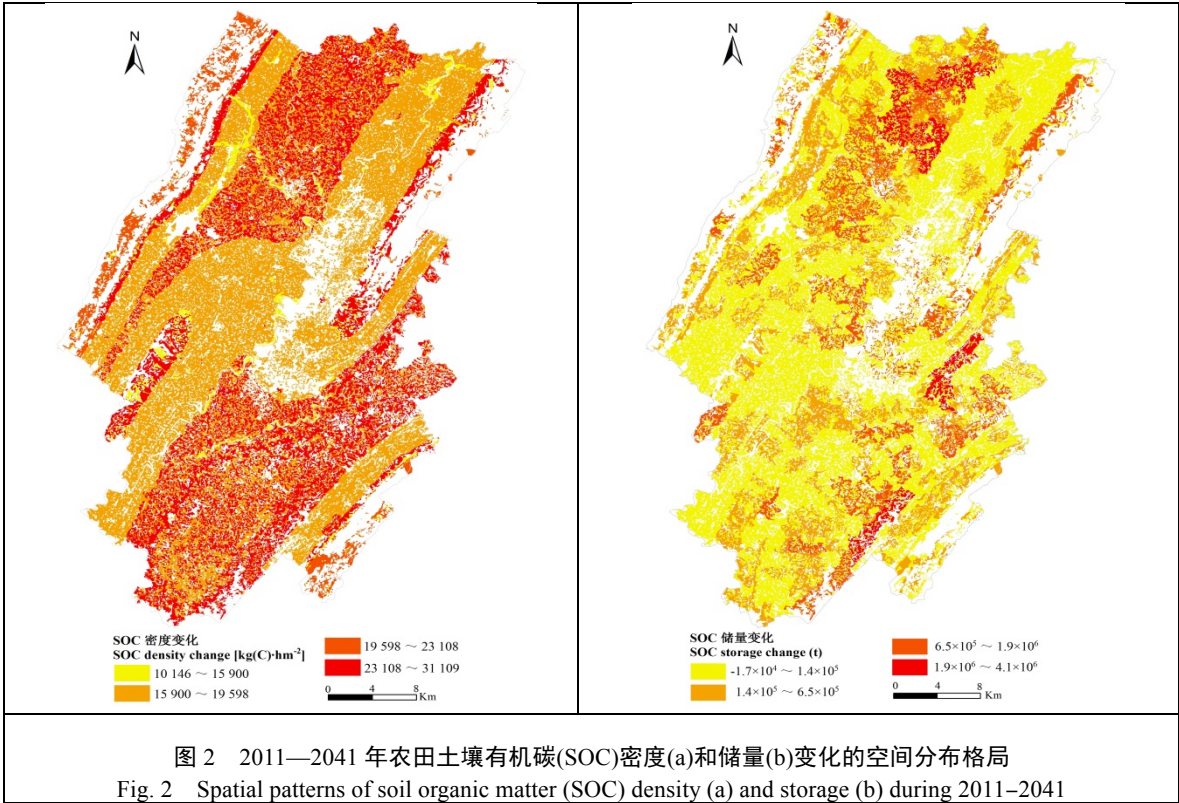 N
SOC 密度变化
SOC density change [kg(C)·hm⁻²]
10 146 ～ 15 900
15 900 ～ 19 598
19 598 ～ 23 108
23 108 ～ 31 109
0 4 8
Km
N
SOC 储量变化
SOC storage change (t)
-1.7×10⁴ ～ 1.4×10⁵
1.4×10⁵ ～ 6.5×10⁵
6.5×10⁵ ～ 1.9×10⁶
1.9×10⁶ ～ 4.1×10⁶
0 4 8
Km
图 2 2011—2041 年农田土壤有机碳(SOC)密度(a)和储量(b)变化的空间分布格局
Fig. 2 Spatial patterns of soil organic matter (SOC) density (a) and storage (b) during 2011–2041